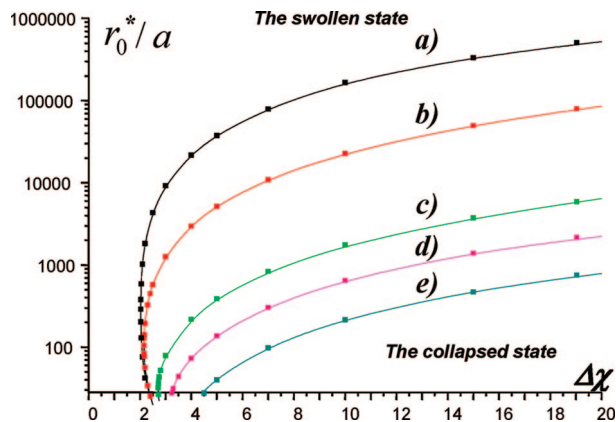 1000000
The swollen state
r₀*/a
a)
100000
b)
10000
c)
d)
1000
e)
100
The collapsed state
Δχ
0 2 4 6 8 10 12 14 16 18 20